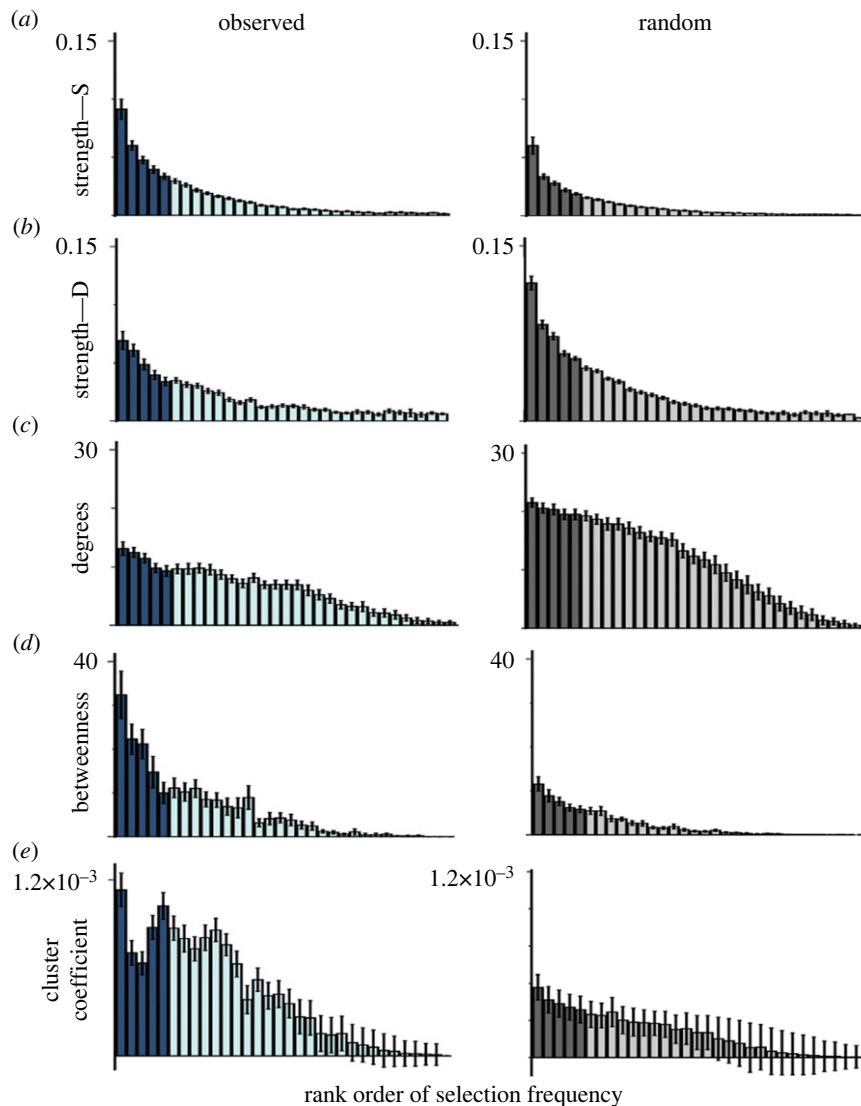 (a)
observed
random
0.15
0.15
strength—S
(b)
0.15
0.15
strength—D
(c)
30
30
degrees
(d)
40
40
betweenness
(e)
1.2×10⁻³
1.2×10⁻³
cluster
coefficient
rank order of selection frequency